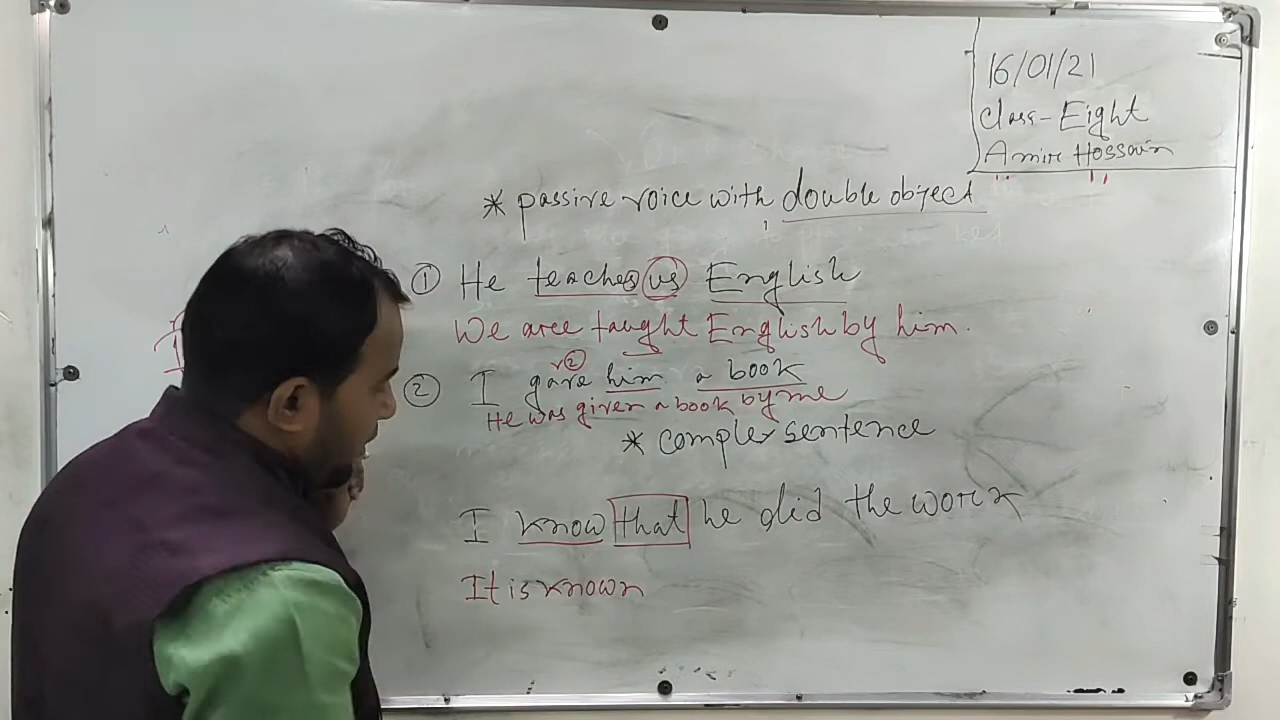 16/01/21
Class-Eight
Amir Hossain
* passive voice with double object
① He teaches us English
We are taught English by him.
② I gave him a book
v②
He was given a book by me
* complex sentence
I know that he did the work
It is known